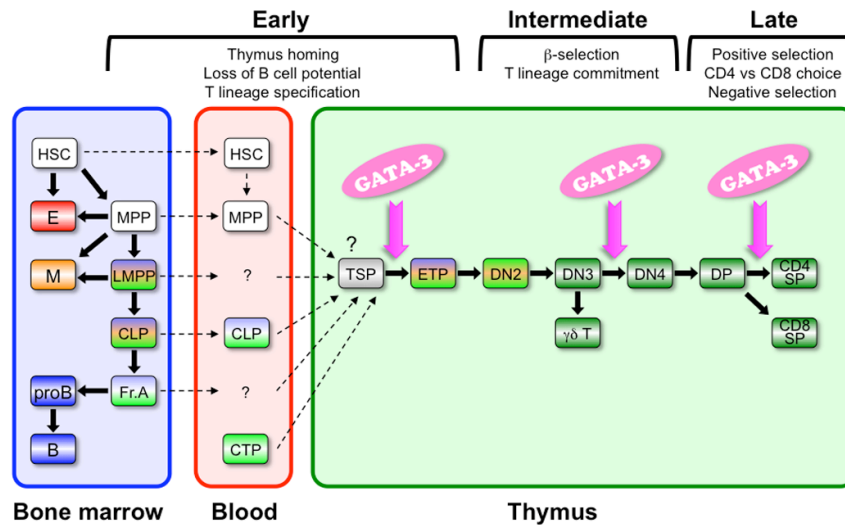 Early
Intermediate
Late
Thymus homing
Loss of B cell potential
T lineage specification
β-selection
T lineage commitment
Positive selection
CD4 vs CD8 choice
Negative selection
HSC
HSC
GATA-3
GATA-3
GATA-3
E
MPP
MPP
?
M
LMPP
?
TSP
ETP
DN2
DN3
DN4
DP
CD4
SP
CLP
CLP
γδ T
CD8
SP
proB
Fr.A
?
B
CTP
Bone marrow
Blood
Thymus